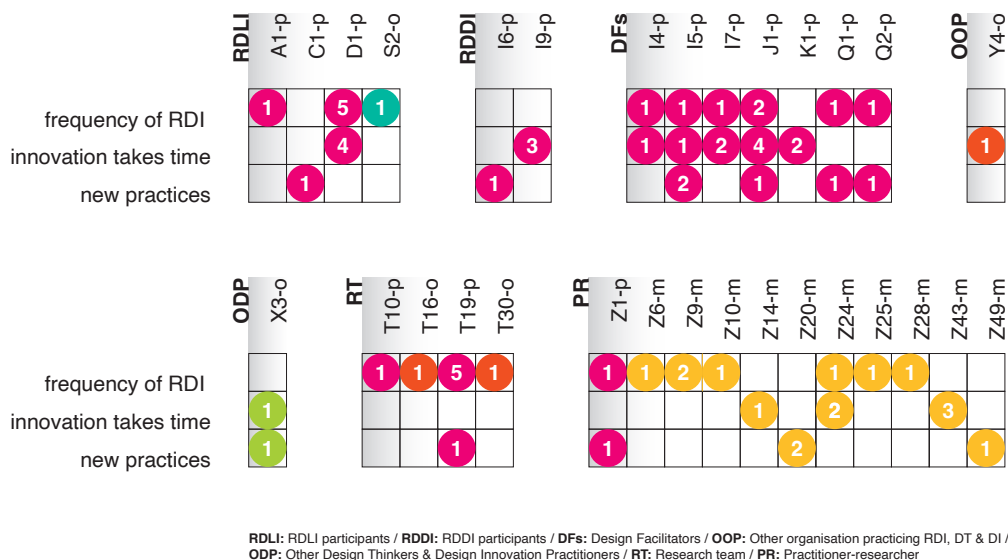 RDLI A1-p C1-p D1-p S2-o RDDI I6-p I9-p DFs I4-p I5-p I7-p J1-p K1-p Q1-p Q2-p OOP Y4-o
frequency of RDI 1 5 1 1 1 1 2 1 1
innovation takes time 4 3 1 1 2 4 2 1
new practices 1 1 2 1 1 1
ODP X3-o RT T10-p T16-o T19-p T30-o PR Z1-p Z6-m Z9-m Z10-m Z14-m Z20-m Z24-m Z25-m Z28-m Z43-m Z49-m
frequency of RDI 1 1 5 1 1 1 2 1 1 1 1
innovation takes time 1 1 2 3
new practices 1 1 1 2 1
RDLI: RDLI participants / RDDI: RDDI participants / DFs: Design Facilitators / OOP: Other organisation practicing RDI, DT & DI /
ODP: Other Design Thinkers & Design Innovation Practitioners / RT: Research team / PR: Practitioner-researcher